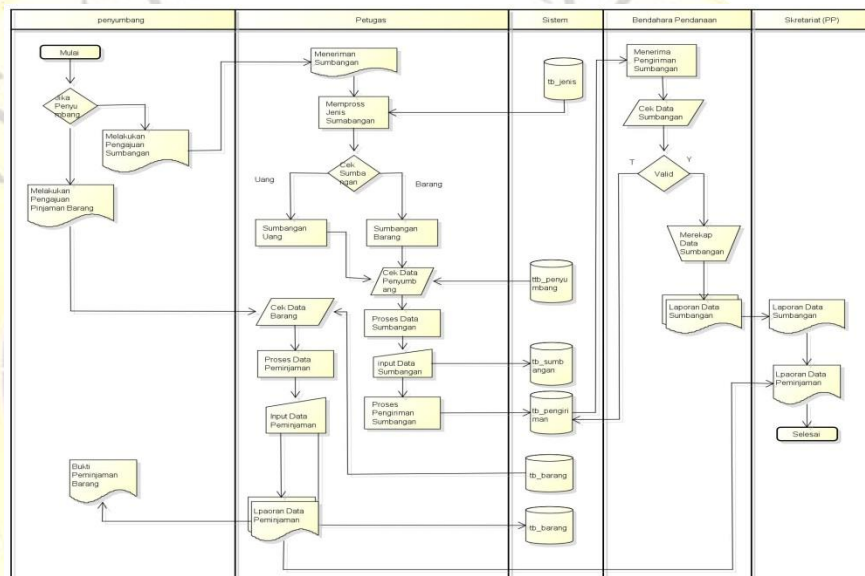 penyumbang
Petugas
Sistem
Bendahara Pendanaan
Skretariat (PP)
Mulai
Jika
Penyu
mbang
Melakukan
Pengajuan
Sumbangan
Melakukan
Pengajuan
Pinjaman Barang
Bukti
Peminjaman
Barang
Meneriman
Sumbangan
Mempross
Jenis
Sumabangan
Cek
Sumba
ngan
Uang
Barang
Sumbangan
Uang
Sumbangan
Barang
Cek Data
Penyumb
ang
Cek Data
Barang
Proses Data
Sumbangan
Proses Data
Peminjaman
input Data
Sumbangan
Input Data
Peminjaman
Proses
Pengiriman
Sumbangan
Lpaoran Data
Peminjaman
tb_jenis
ttb_penyu
mbang
tb_sumb
angan
tb_pengiri
man
tb_barang
tb_barang
Menerima
Pengiriman
Sumbangan
Cek Data
Sumbangan
T
Y
Valid
Merekap
Data
Sumbangan
Laporan Data
Sumbangan
Laporan Data
Sumbangan
Lpaoran Data
Peminjaman
Selesai